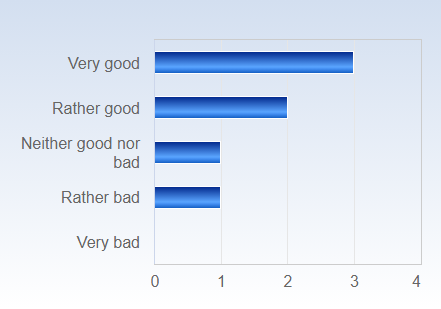 Very good
Rather good
Neither good nor
bad
Rather bad
Very bad
0 1 2 3 4